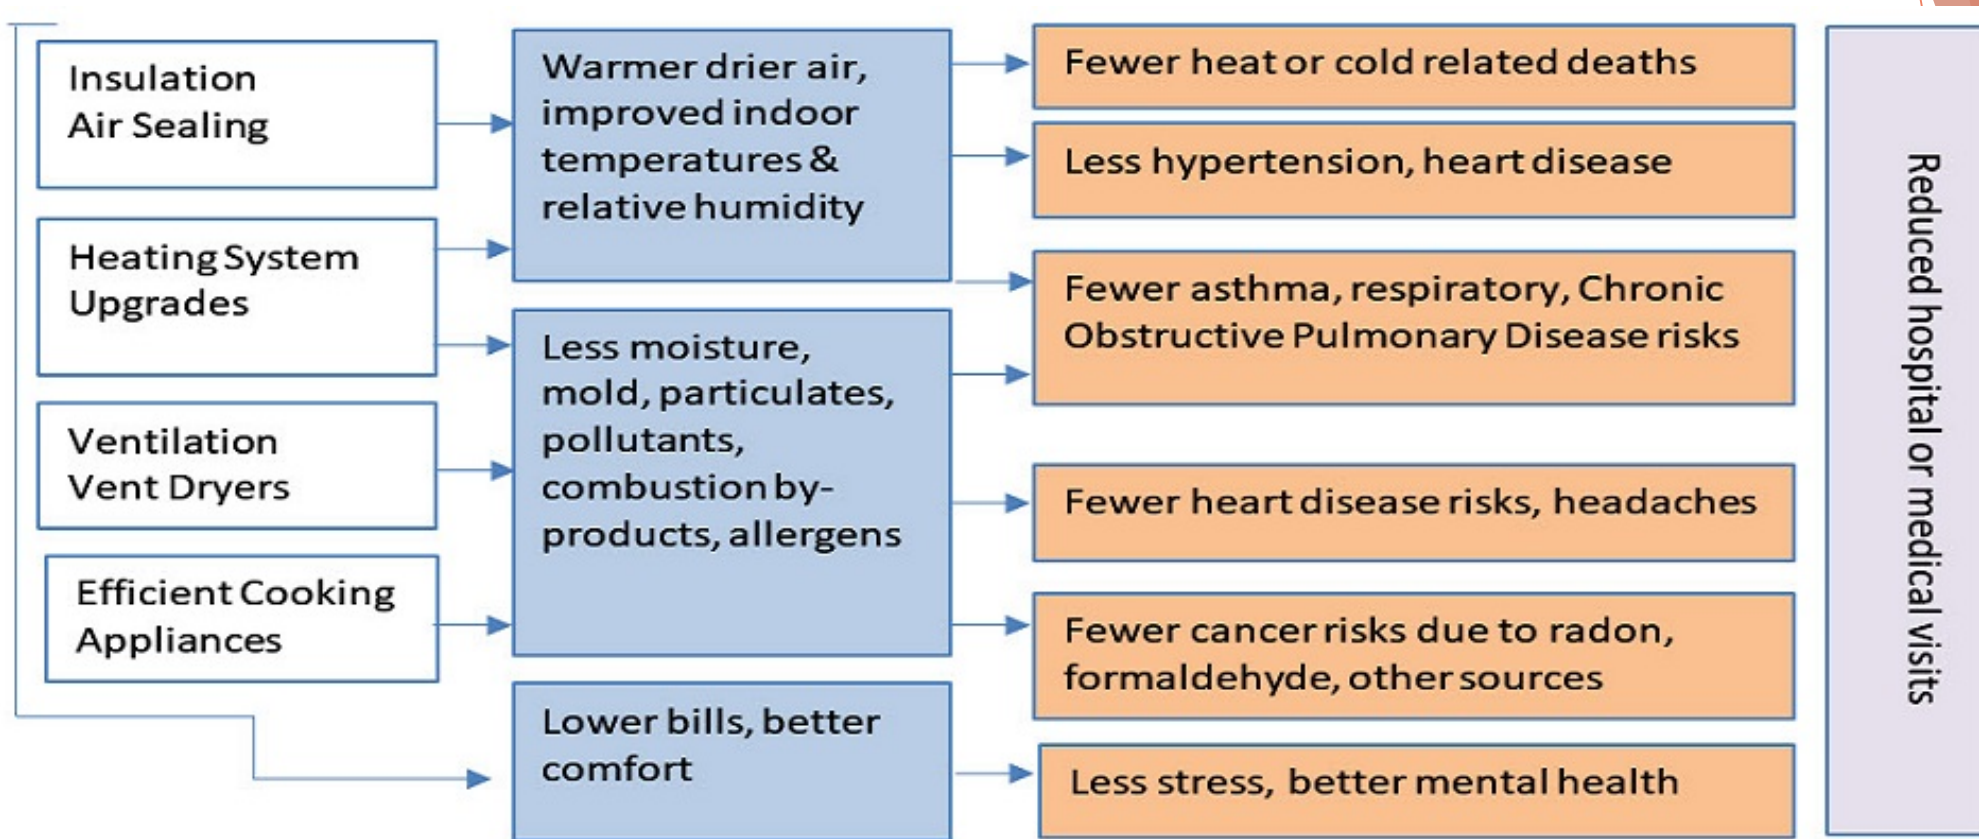 Insulation
Air Sealing
Heating System
Upgrades
Ventilation
Vent Dryers
Efficient Cooking
Appliances
Warmer drier air,
improved indoor
temperatures &
relative humidity
Less moisture,
mold, particulates,
pollutants,
combustion by-
products, allergens
Lower bills, better
comfort
Fewer heat or cold related deaths
Less hypertension, heart disease
Fewer asthma, respiratory, Chronic
Obstructive Pulmonary Disease risks
Fewer heart disease risks, headaches
Fewer cancer risks due to radon,
formaldehyde, other sources
Less stress, better mental health
Reduced hospital or medical visits